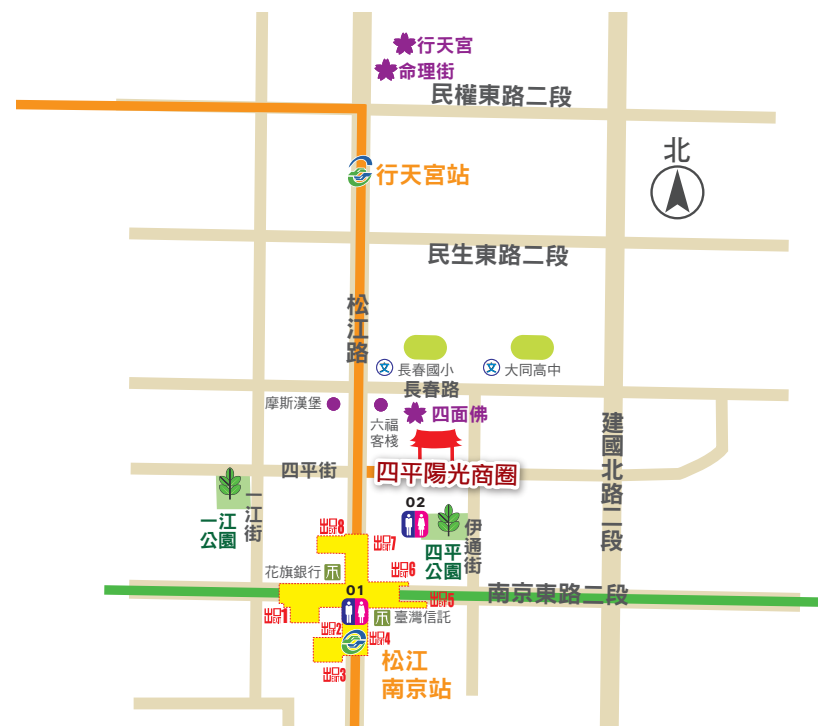 行天宮
命理街
民權東路二段
北
行天宮站
民生東路二段
松江路
文
長春國小
文
大同高中
長春路
摩斯漢堡
六福
客棧
四面佛
建國北路二段
四平街
四平陽光商圈
一江街
一江
公園
02
四平
公園
伊通街
出口8
出口7
花旗銀行
出口6
01
南京東路二段
出口5
出口1
臺灣信託
出口2
出口4
出口3
松江
南京站